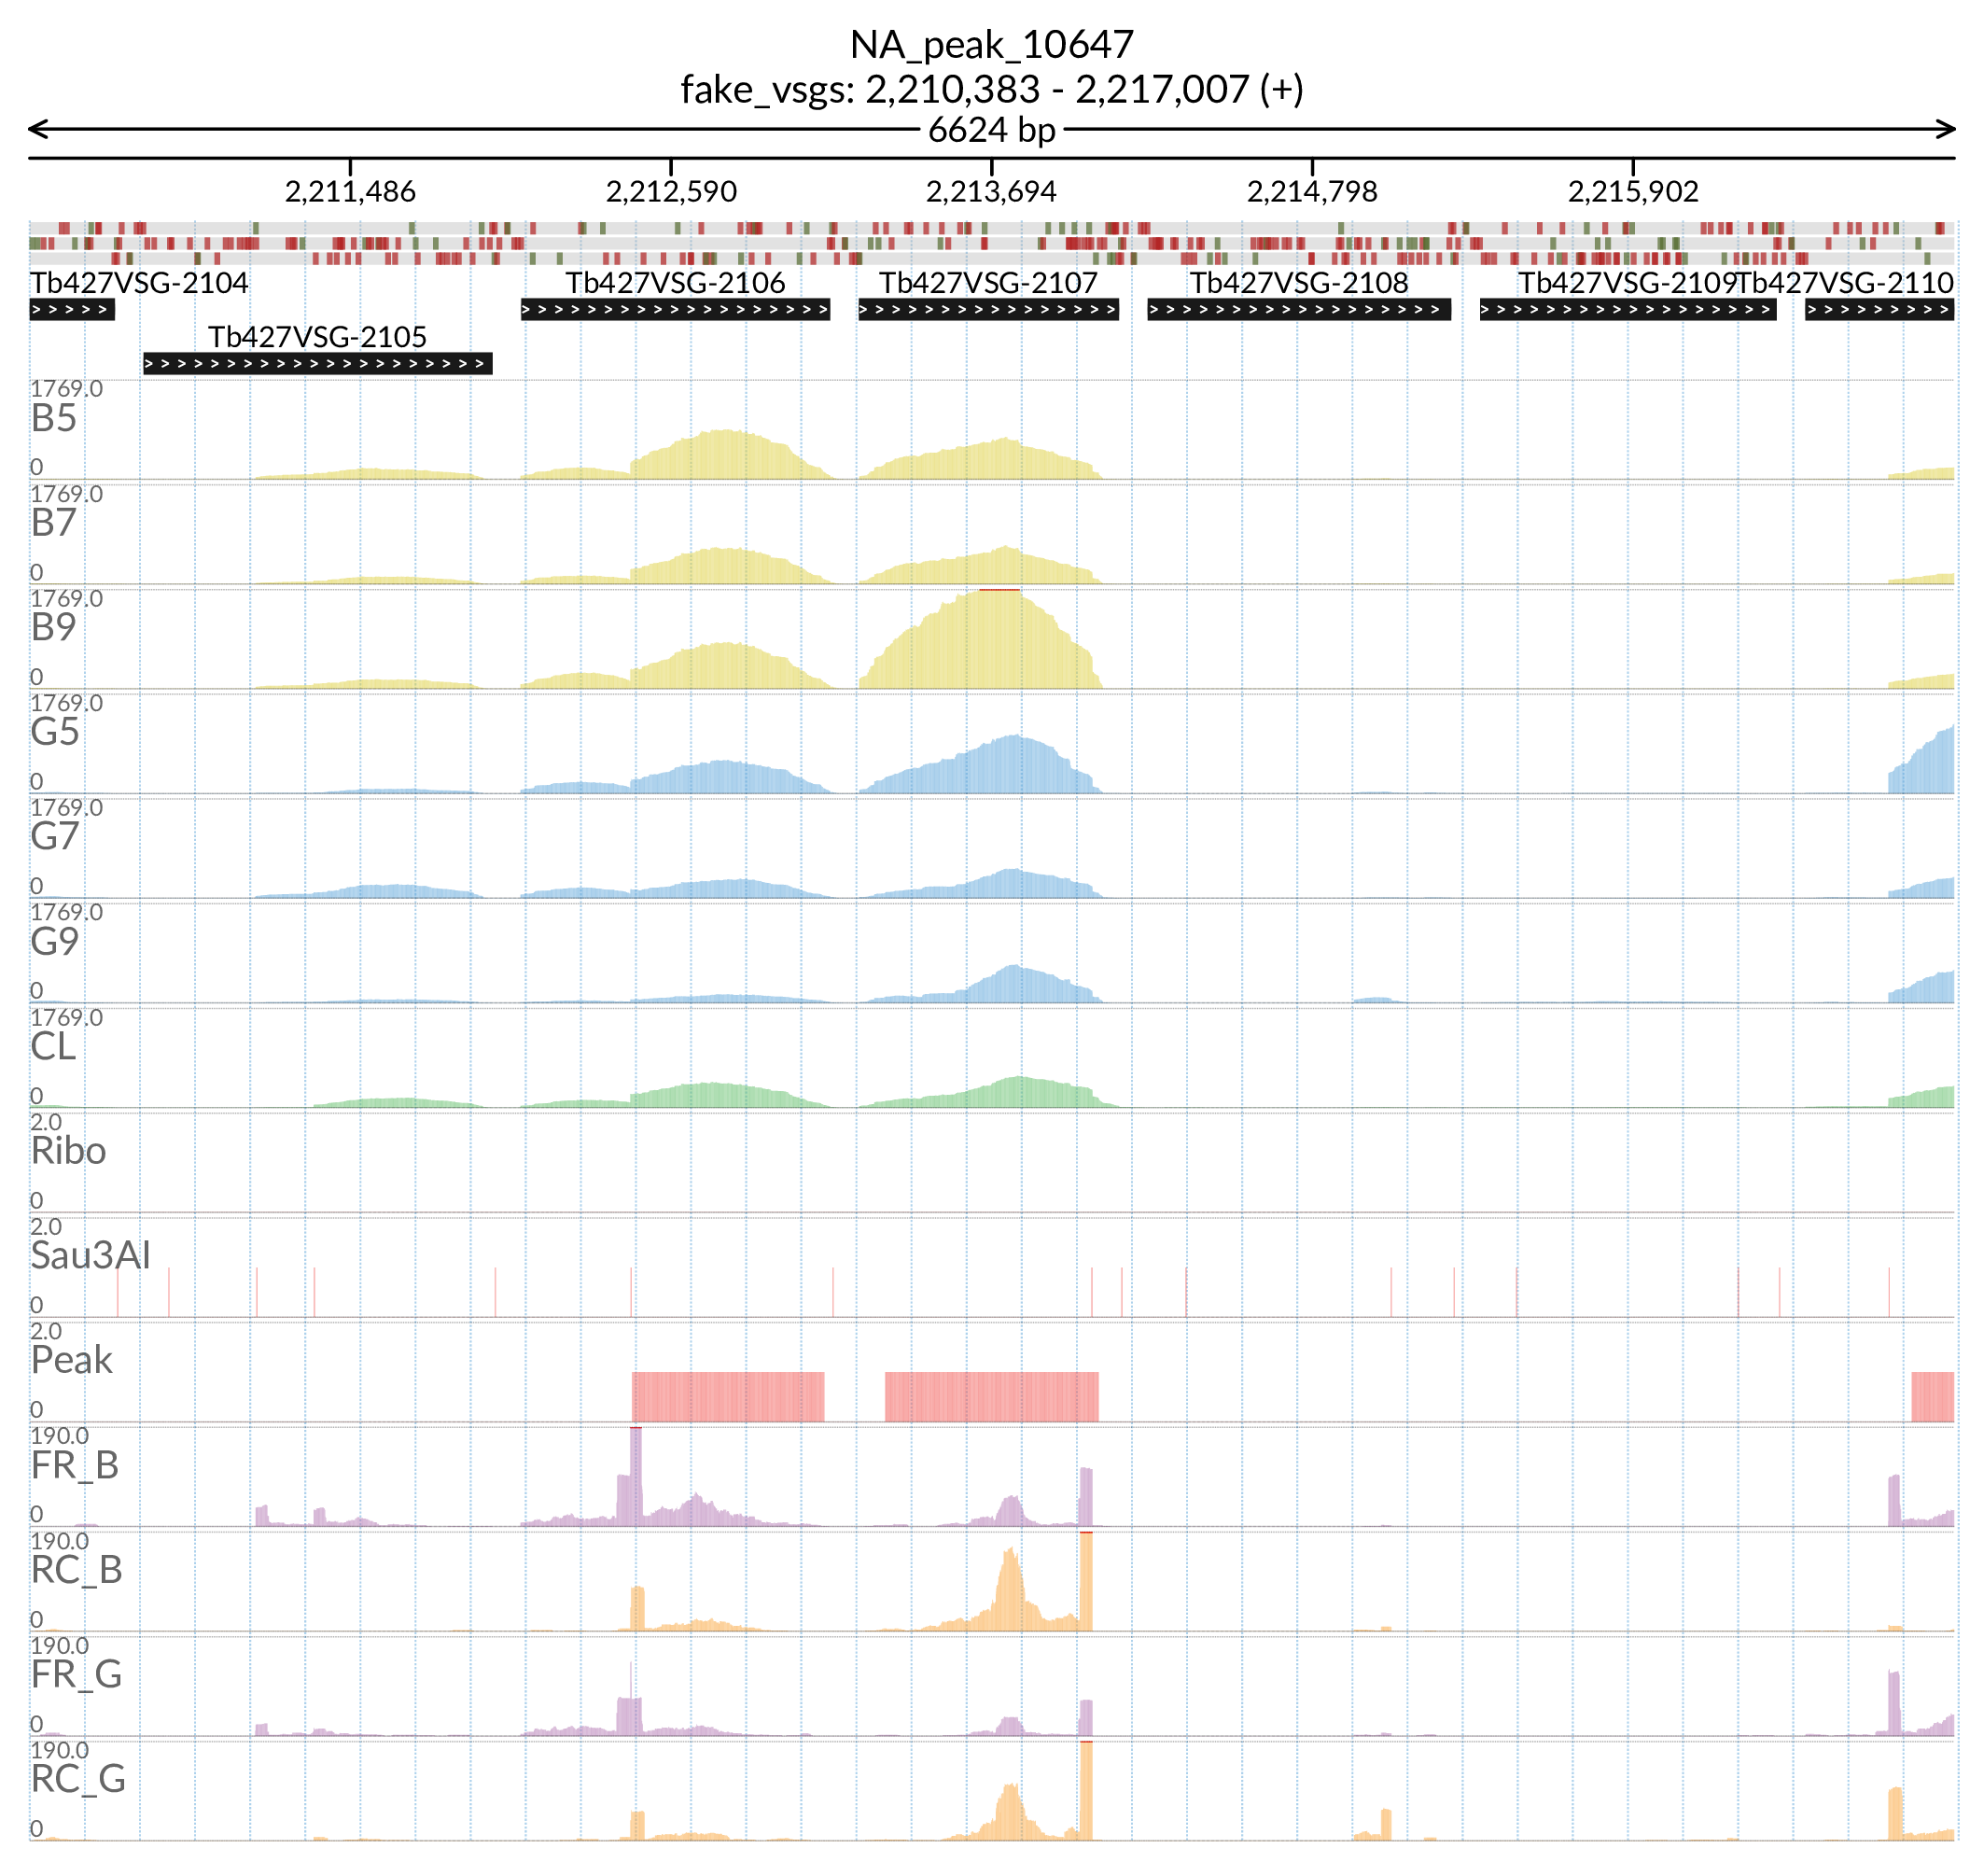 NA_peak_10647
fake_vsgs: 2,210,383 - 2,217,007 (+)
6624 bp
2,211,486 2,212,590 2,213,694 2,214,798 2,215,902
Tb427VSG-2104 Tb427VSG-2106 Tb427VSG-2107 Tb427VSG-2108 Tb427VSG-2109 Tb427VSG-2110
Tb427VSG-2105
1769.0
B5
0
1769.0
B7
0
1769.0
B9
0
1769.0
G5
0
1769.0
G7
0
1769.0
G9
0
1769.0
CL
0
2.0
Ribo
0
2.0
Sau3AI
0
2.0
Peak
0
190.0
FR_B
0
190.0
RC_B
0
190.0
FR_G
0
190.0
RC_G
0